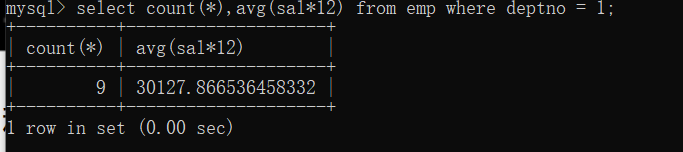 mysql> select count(*),avg(sal*12) from emp where deptno = 1;
| count(*) | avg(sal*12) |
| 9 | 30127.866536458332 |
1 row in set (0.00 sec)